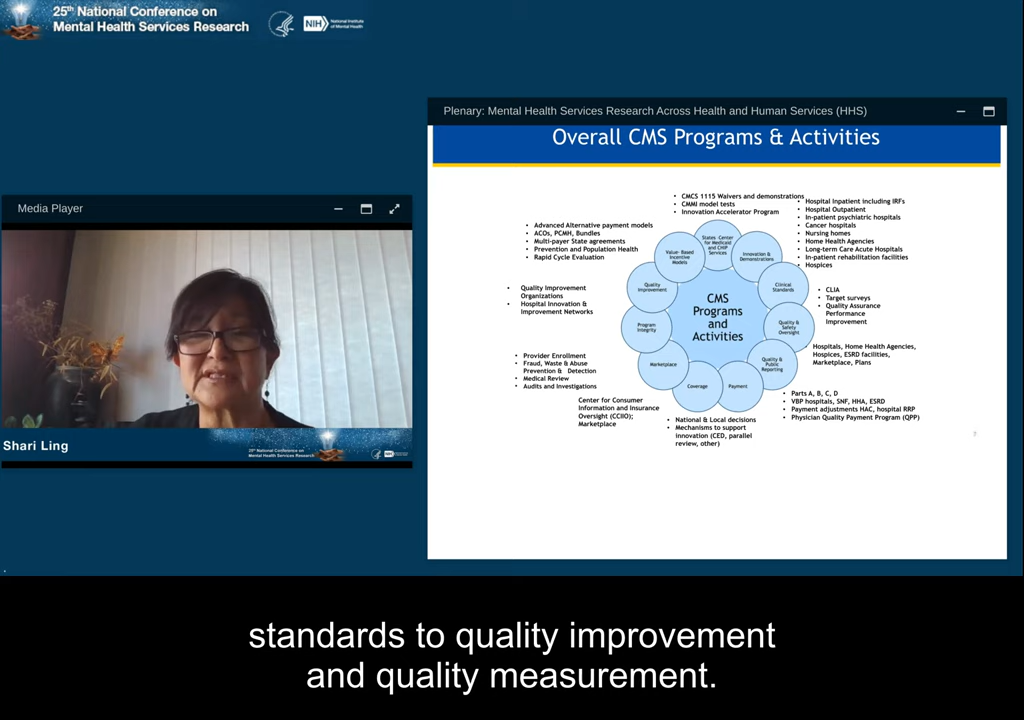 25th National Conference on
Mental Health Services Research
NIH
National Institute
of Mental Health
Plenary: Mental Health Services Research Across Health and Human Services (HHS)
Overall CMS Programs & Activities
Media Player
• CMCS 1115 Waivers and demonstrations
• CMMI model tests
• Innovation Accelerator Program
• Hospital Inpatient including IRFs
• Hospital Outpatient
• In-patient psychiatric hospitals
• Cancer hospitals
• Nursing homes
• Home Health Agencies
• Long-term Care Acute Hospitals
• In-patient rehabilitation facilities
• Hospices
• Advanced Alternative payment models
• ACOs, PCMH, Bundles
• Multi-payer State agreements
• Prevention and Population Health
• Rapid Cycle Evaluation
States -Center
for Medicaid
and CHIP
Services
Value- Based
Incentive
Models
Innovation &
Demonstrations
Quality
Improvement
Clinical
Standards
• Quality Improvement
Organizations
• Hospital Innovation &
Improvement Networks
• CLIA
• Target surveys
• Quality Assurance
Performance
Improvement
CMS
Programs
and
Activities
Program
Integrity
Quality &
Safety
Oversight
Hospitals, Home Health Agencies,
Hospices, ESRD facilities,
Marketplace, Plans
Marketplace
Quality &
Public
Reporting
Coverage
Payment
• Provider Enrollment
• Fraud, Waste & Abuse
Prevention & Detection
• Medical Review
• Audits and Investigations
• Parts A, B, C, D
• VBP hospitals, SNF, HHA, ESRD
• Payment adjustments HAC, hospital RRP
• Physician Quality Payment Program (QPP)
Center for Consumer
Information and Insurance
Oversight (CCIIO);
Marketplace
• National & Local decisions
• Mechanisms to support
innovation (CED, parallel
review, other)
Shari Ling
25th National Conference on
Mental Health Services Research
standards to quality improvement
and quality measurement.